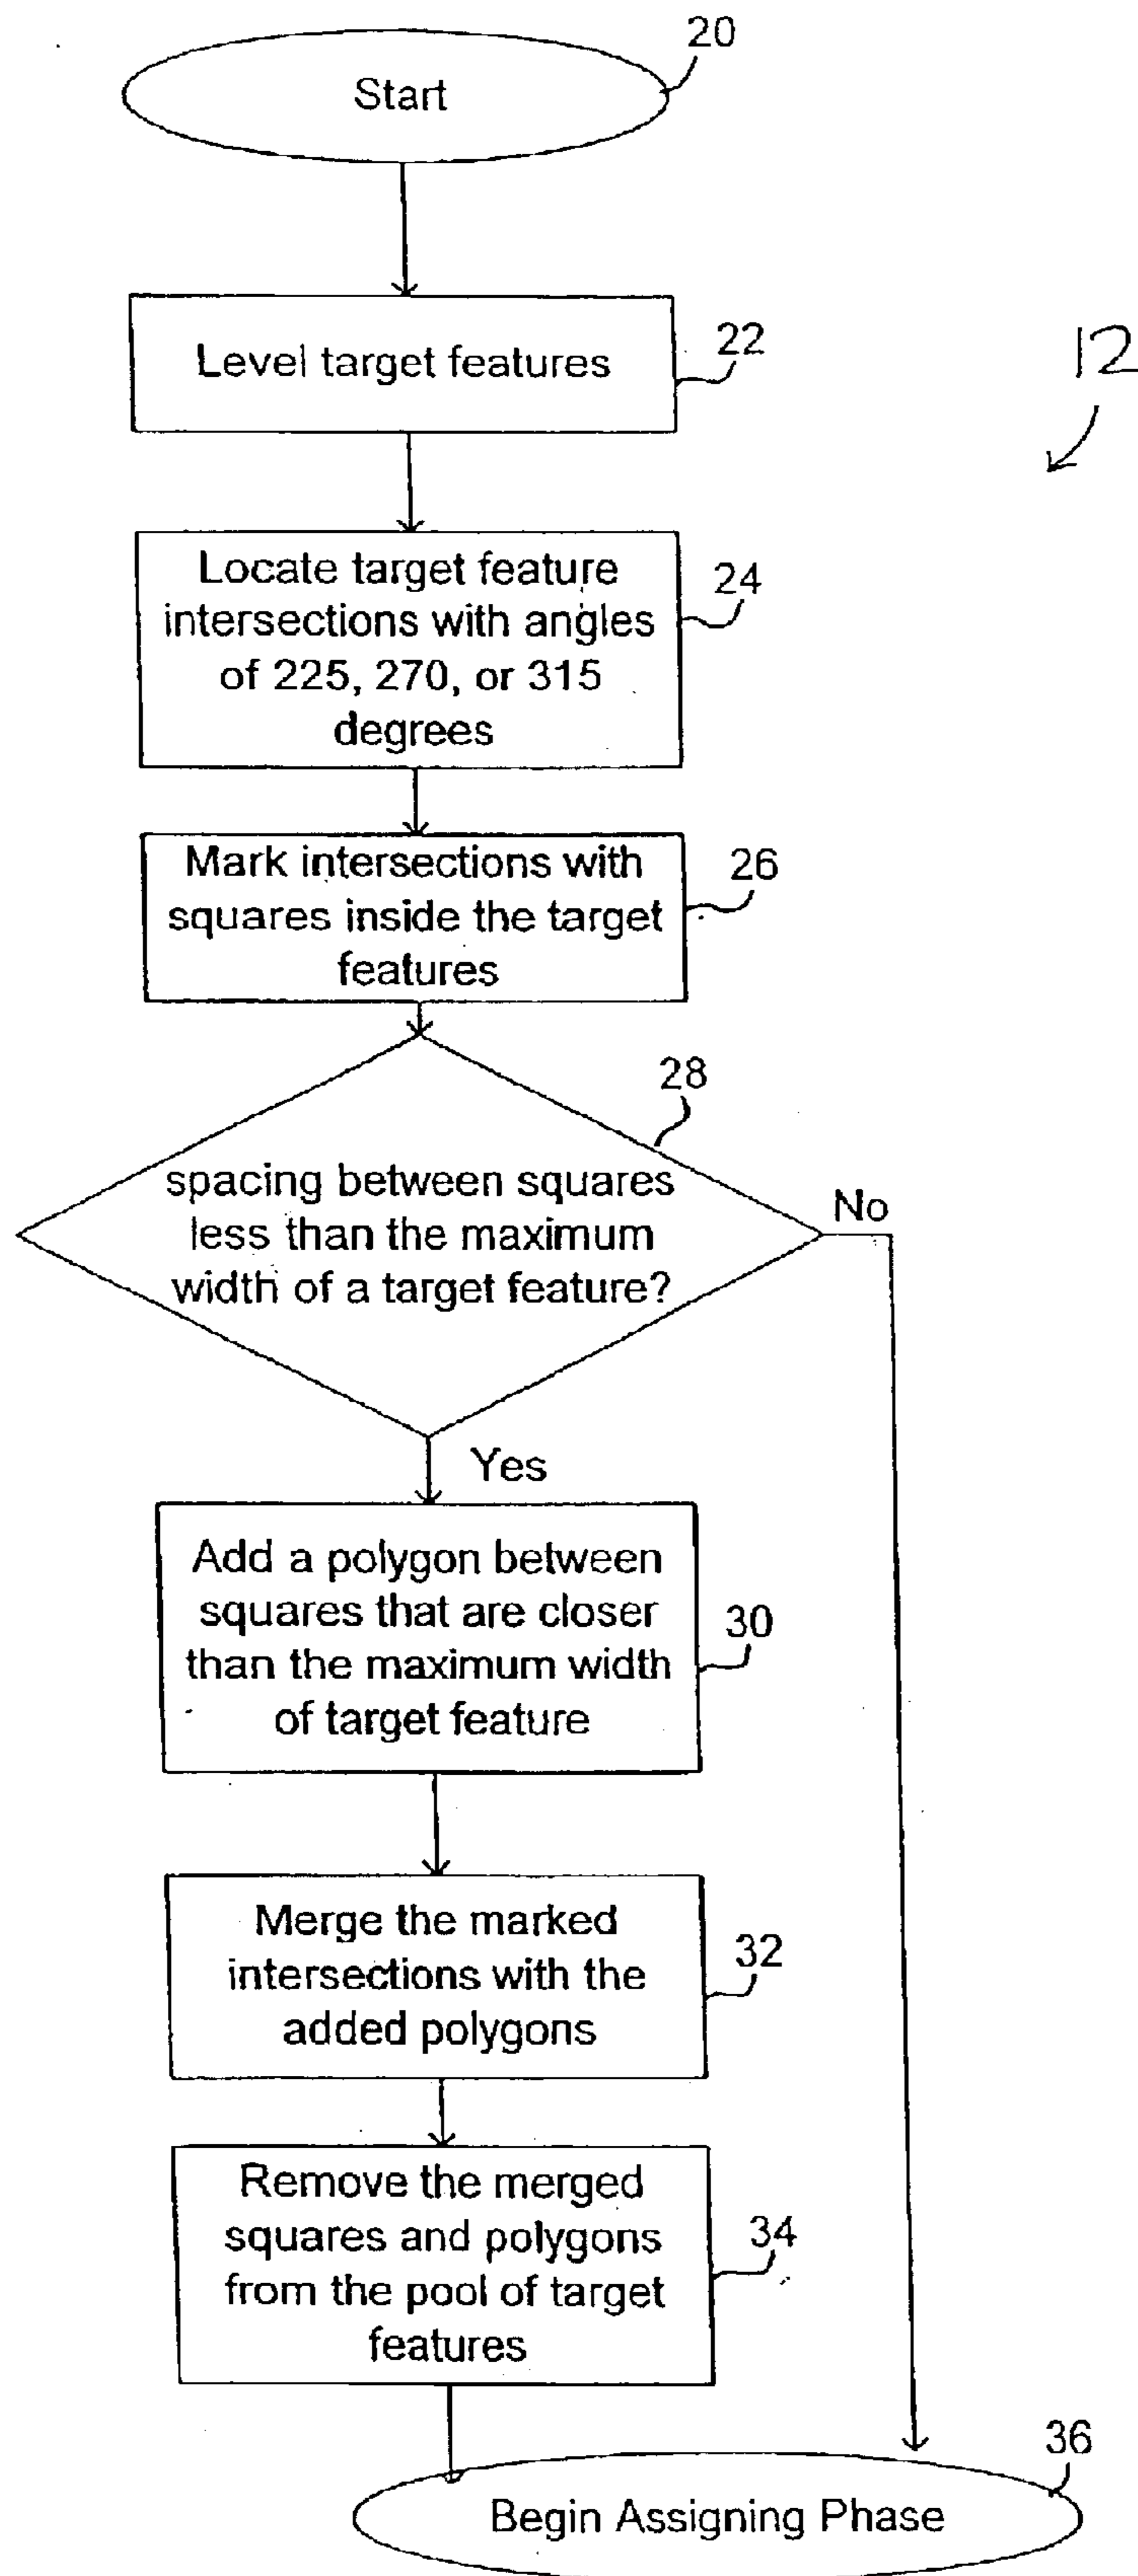 20
Start
22
Level target features
12
24
Locate target feature
intersections with angles
of 225, 270, or 315
degrees
26
Mark intersections with
squares inside the target
features
28
spacing between squares
less than the maximum
width of a target feature?
No
Yes
Add a polygon between
squares that are closer
than the maximum width
of target feature
30
Merge the marked
intersections with the
added polygons
32
Remove the merged
squares and polygons
from the pool of target
features
34
36
Begin Assigning Phase